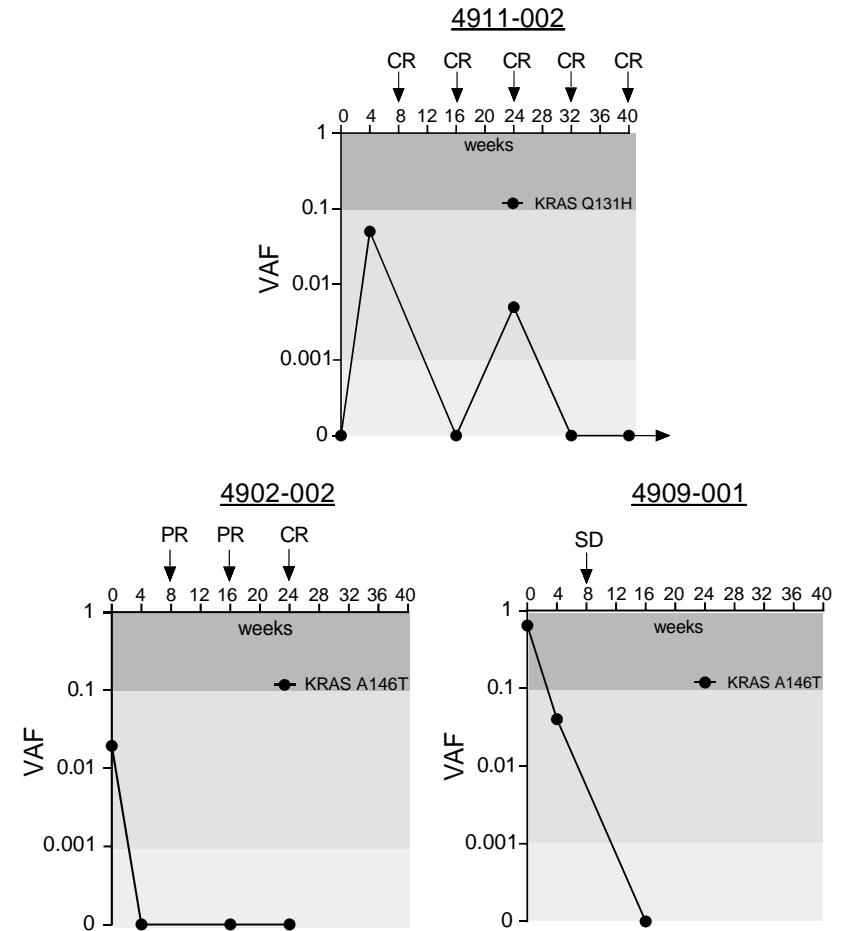 4911-002
CR CR CR CR CR
0 4 8 12 16 20 24 28 32 36 40
weeks
1
0.1
0.01
0.001
0
VAF
KRAS Q131H
4902-002
PR PR CR
0 4 8 12 16 20 24 28 32 36 40
weeks
1
0.1
0.01
0.001
0
VAF
KRAS A146T
4909-001
SD
0 4 8 12 16 20 24 28 32 36 40
weeks
1
0.1
0.01
0.001
0
VAF
KRAS A146T